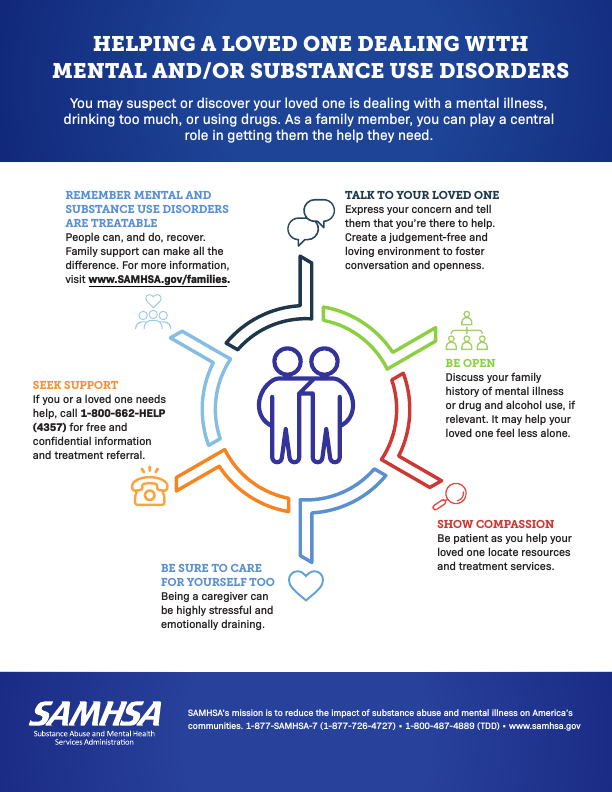 HELPING A LOVED ONE DEALING WITH
MENTAL AND/OR SUBSTANCE USE DISORDERS
You may suspect or discover your loved one is dealing with a mental illness,
drinking too much, or using drugs. As a family member, you can play a central
role in getting them the help they need.
REMEMBER MENTAL AND
SUBSTANCE USE DISORDERS
ARE TREATABLE
People can, and do, recover.
Family support can make all the
difference. For more information,
visit www.SAMHSA.gov/families.
TALK TO YOUR LOVED ONE
Express your concern and tell
them that you're there to help.
Create a judgement-free and
loving environment to foster
conversation and openness.
BE OPEN
Discuss your family
history of mental illness
or drug and alcohol use, if
relevant. It may help your
loved one feel less alone.
SEEK SUPPORT
If you or a loved one needs
help, call 1-800-662-HELP
(4357) for free and
confidential information
and treatment referral.
SHOW COMPASSION
Be patient as you help your
loved one locate resources
and treatment services.
BE SURE TO CARE
FOR YOURSELF TOO
Being a caregiver can
be highly stressful and
emotionally draining.
SAMHSA
Substance Abuse and Mental Health
Services Administration
SAMHSA's mission is to reduce the impact of substance abuse and mental illness on America's
communities. 1-877-SAMHSA-7 (1-877-726-4727) • 1-800-487-4889 (TDD) • www.samhsa.gov